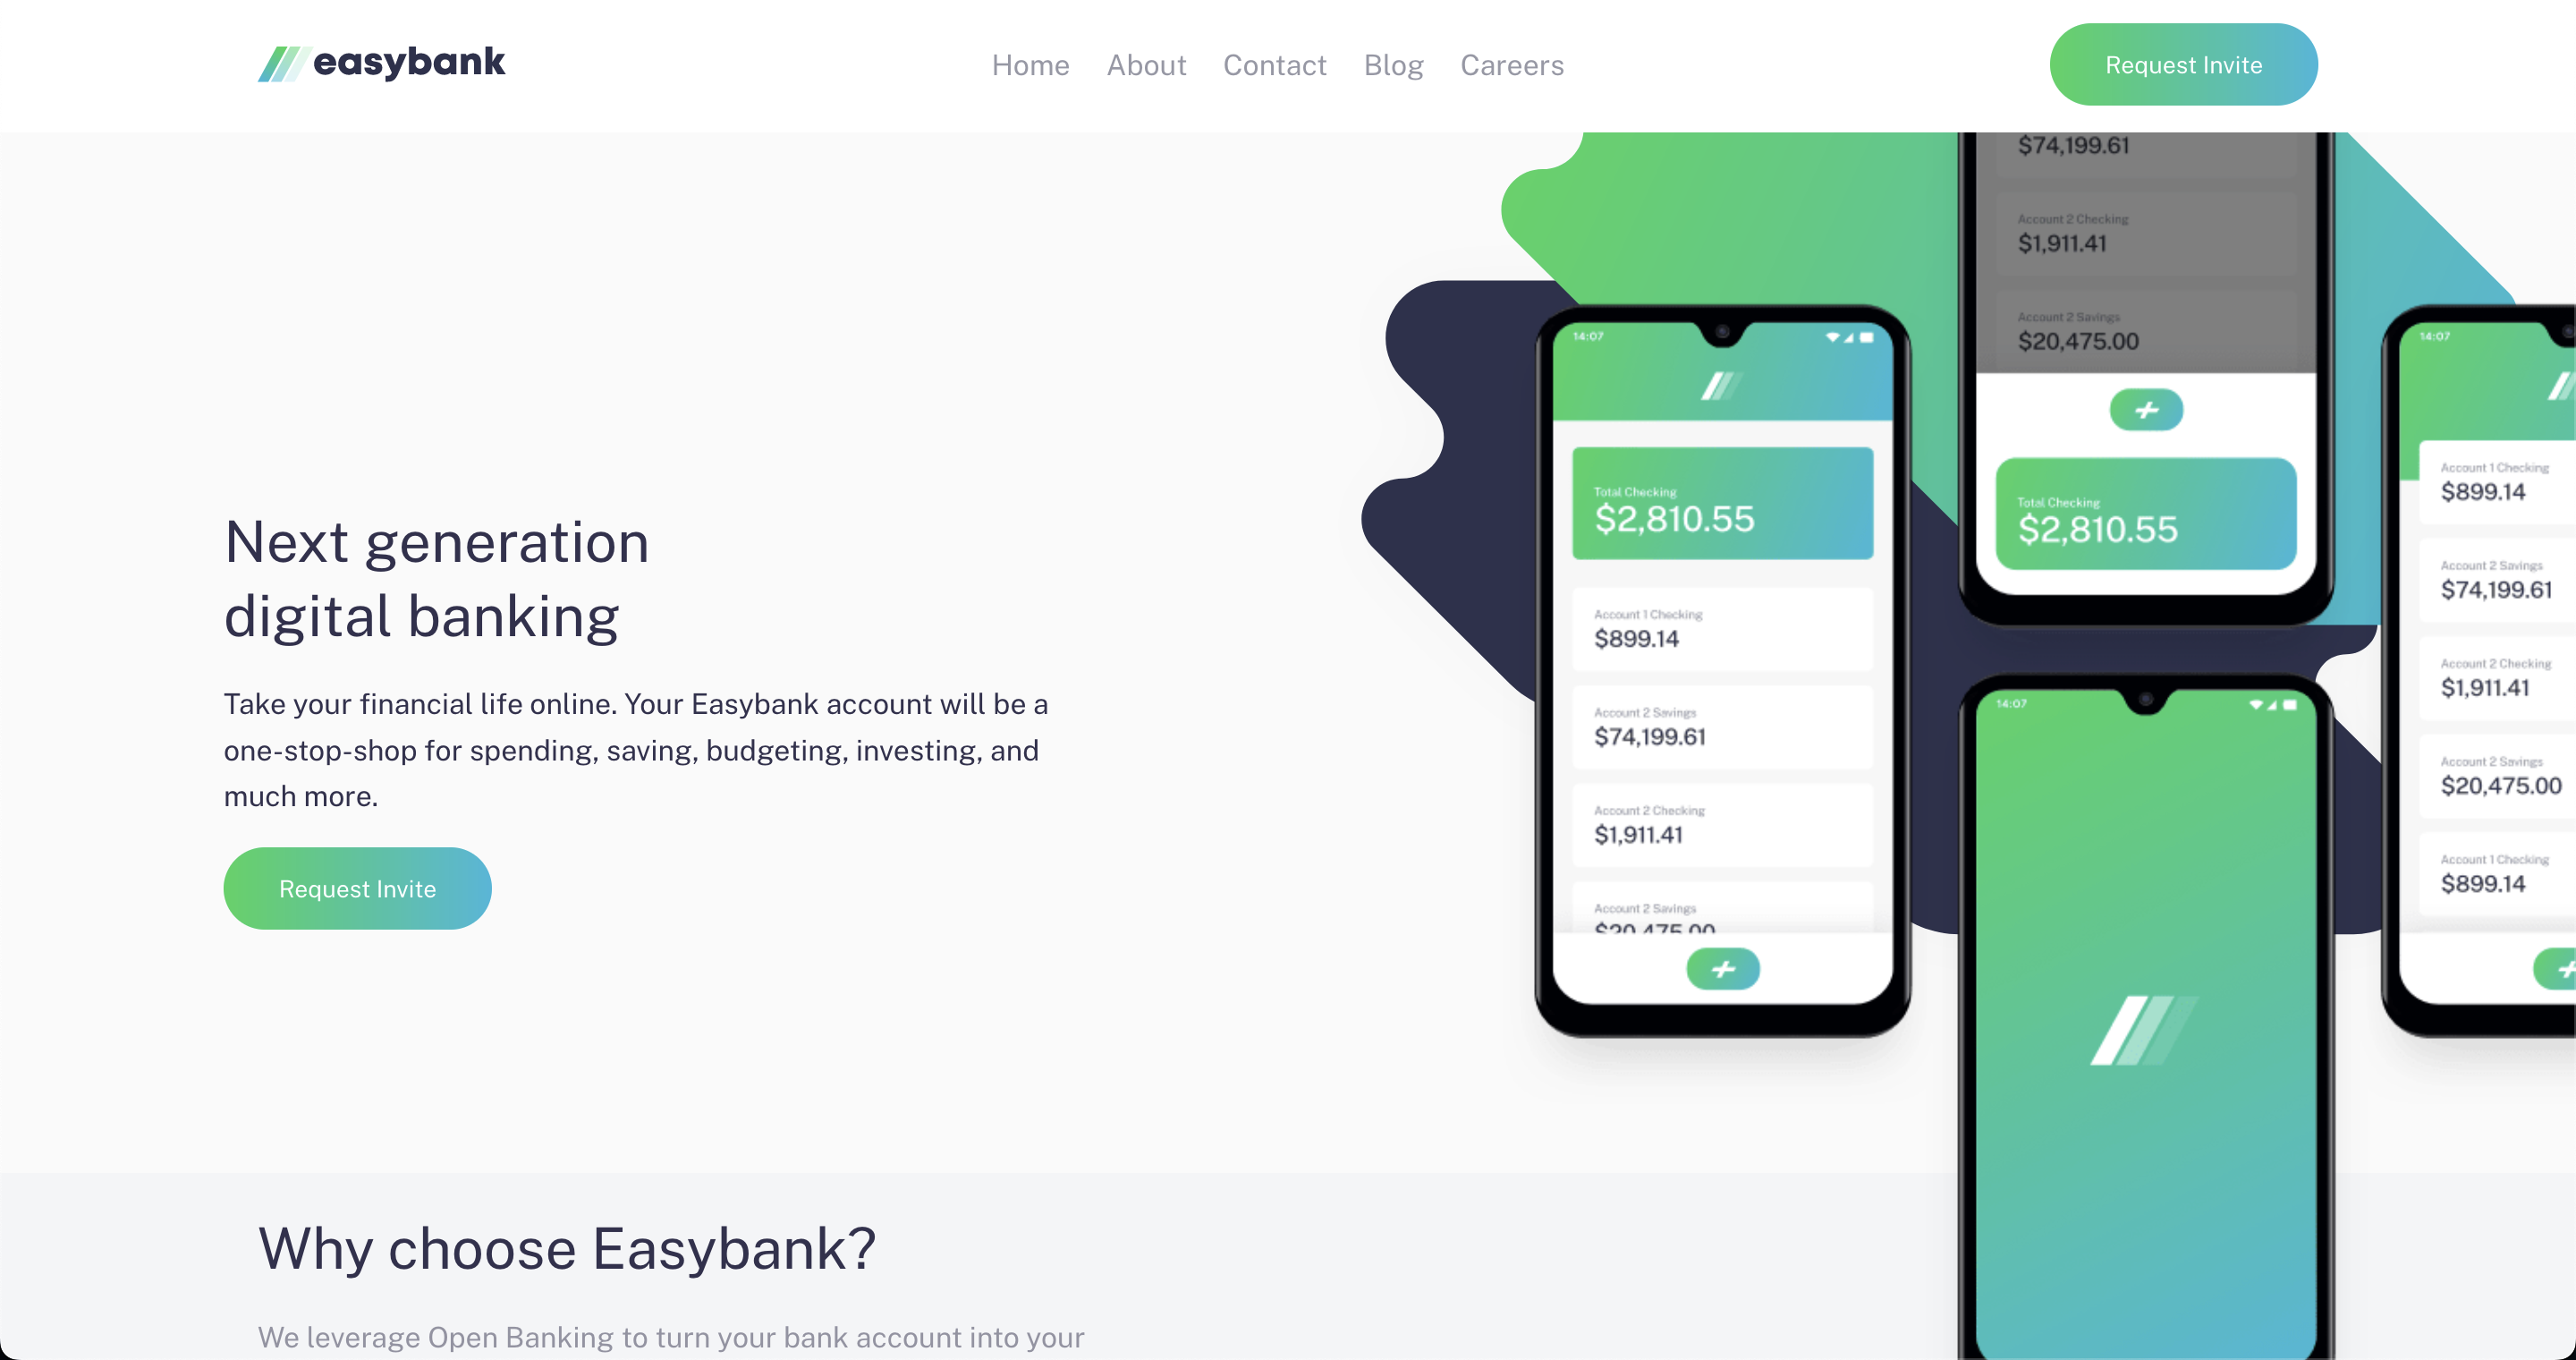 easybank
Home About Contact Blog Careers
Request Invite
Next generation
digital banking
Take your financial life online. Your Easybank account will be a
one-stop-shop for spending, saving, budgeting, investing, and
much more.
Request Invite
14:07
Total Checking
$2,810.55
Account 1 Checking
$899.14
Account 2 Savings
$74,199.61
Account 2 Checking
$1,911.41
Account 2 Savings
$20,475.00
$74,199.61
Account 2 Checking
$1,911.41
Account 2 Savings
$20,475.00
Total Checking
$2,810.55
14:07
14:07
Account 1 Checking
$899.14
Account 2 Savings
$74,199.61
Account 2 Checking
$1,911.41
Account 2 Savings
$20,475.00
Account 1 Checking
$899.14
Why choose Easybank?
We leverage Open Banking to turn your bank account into your